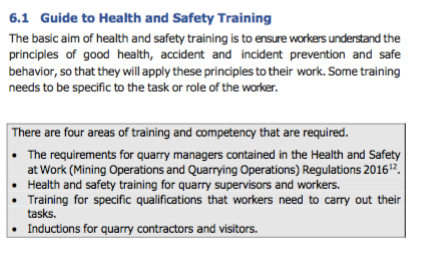 6.1 Guide to Health and Safety Training
The basic aim of health and safety training is to ensure workers understand the
principles of good health, accident and incident prevention and safe
behavior, so that they will apply these principles to their work. Some training
needs to be specific to the task or role of the worker.
There are four areas of training and competency that are required.
• The requirements for quarry managers contained in the Health and Safety
at Work (Mining Operations and Quarrying Operations) Regulations 2016¹².
• Health and safety training for quarry supervisors and workers.
• Training for specific qualifications that workers need to carry out their
tasks.
• Inductions for quarry contractors and visitors.